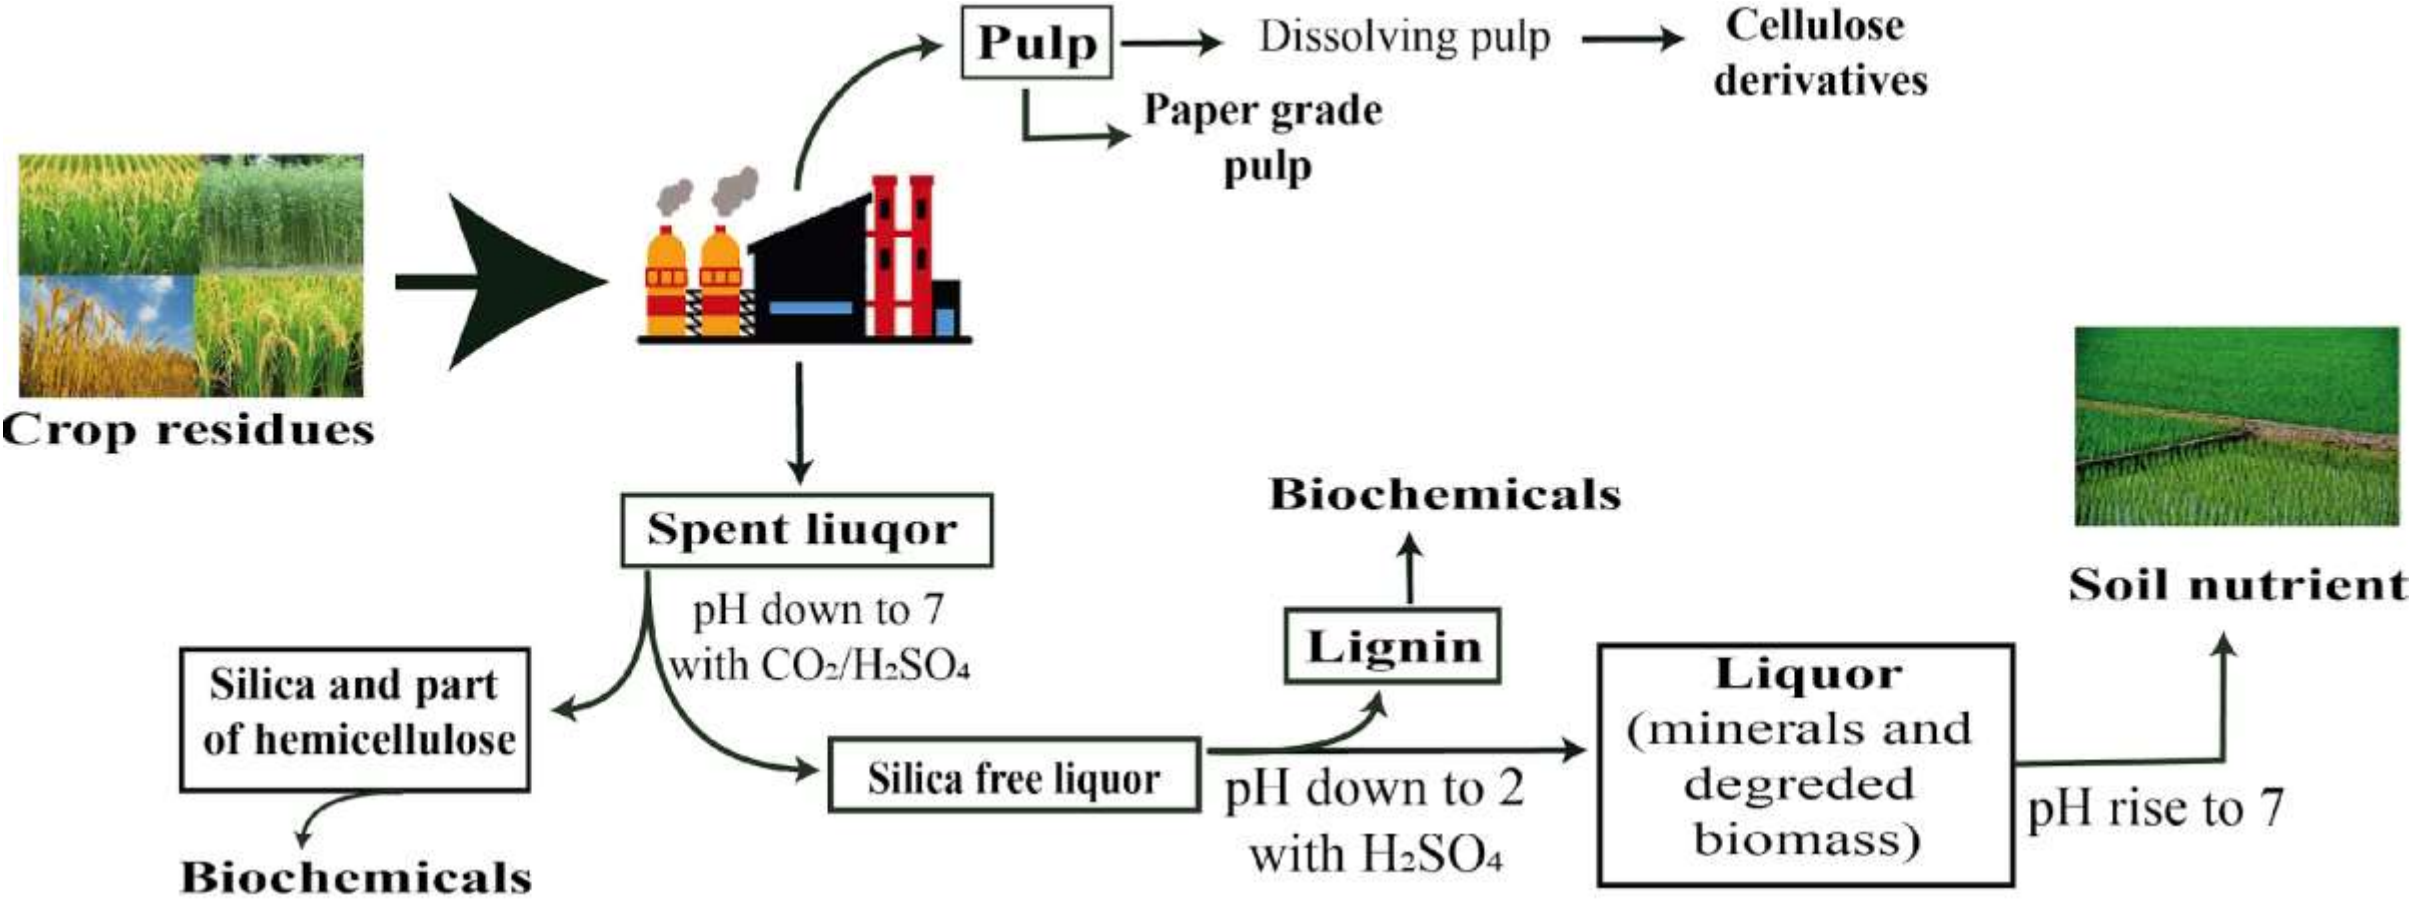 Pulp
Dissolving pulp
Cellulose
derivatives
Paper grade
pulp
Crop residues
Spent liuqor
pH down to 7
with CO₂/H₂SO₄
Silica and part
of hemicellulose
Biochemicals
Silica free liquor
Biochemicals
Lignin
pH down to 2
with H₂SO₄
Liquor
(minerals and
degreded
biomass)
pH rise to 7
Soil nutrient